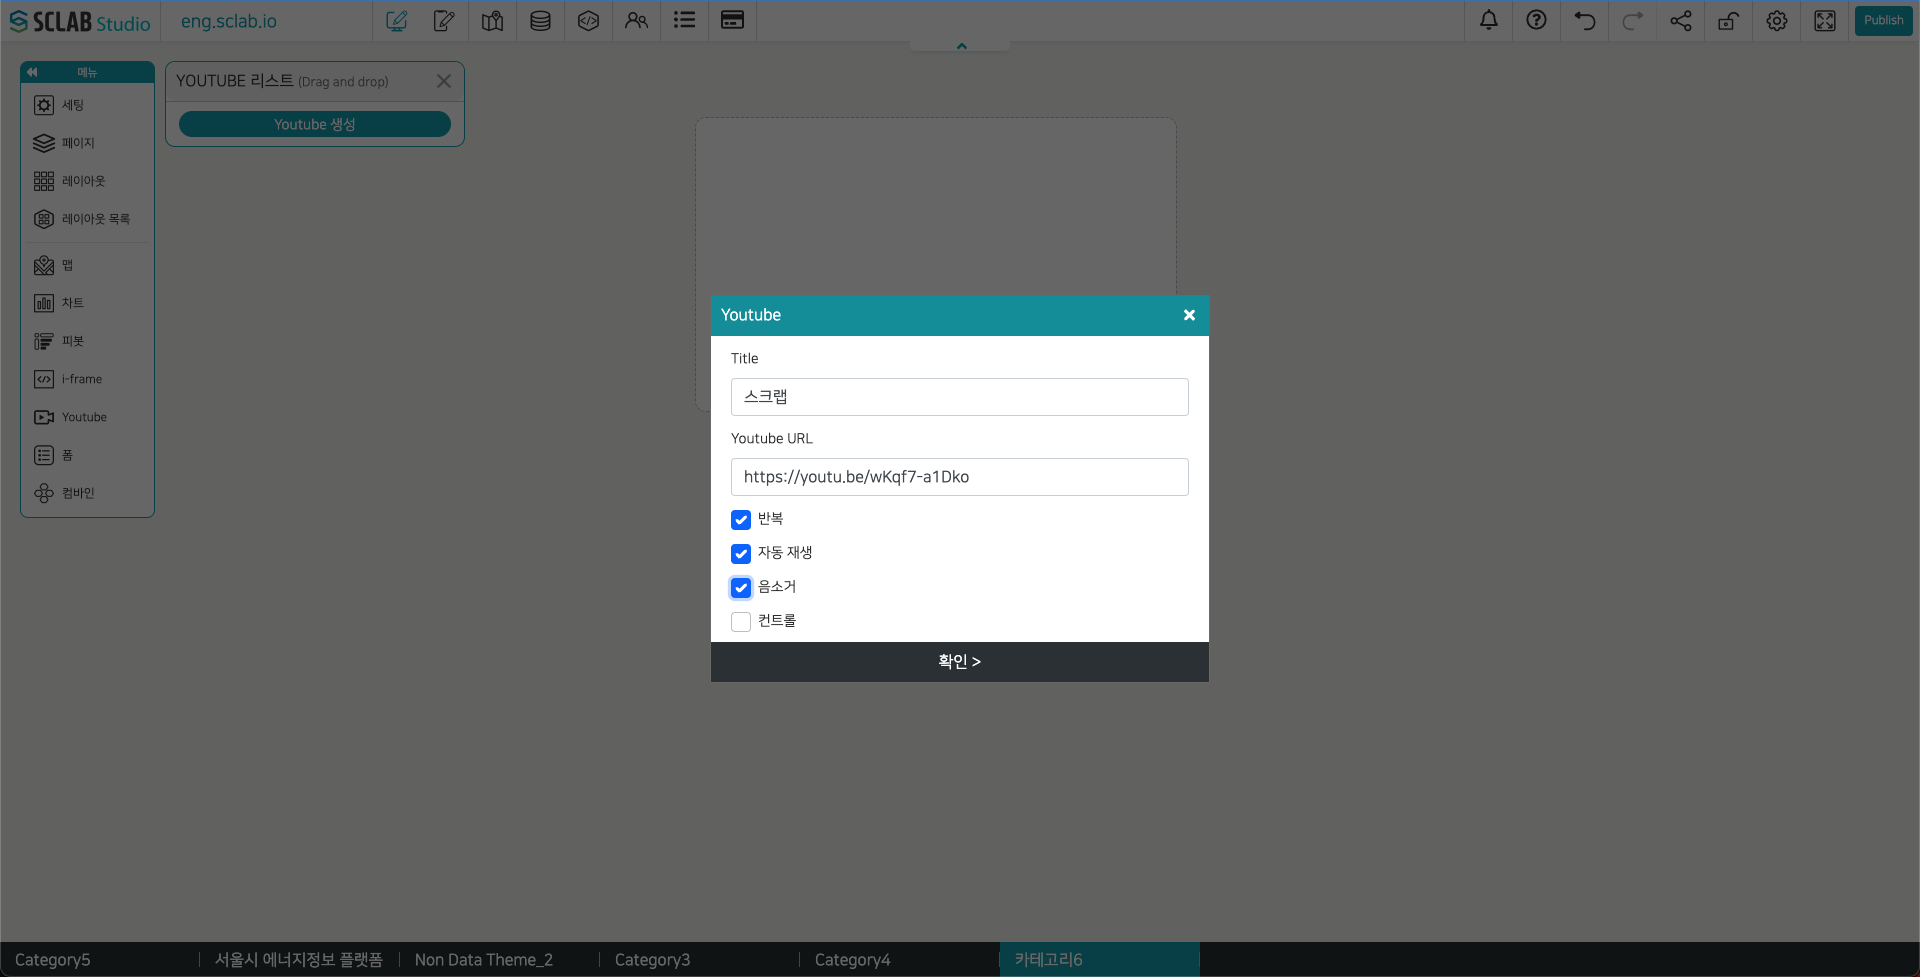 SCLAB Studio
eng.sclab.io
Publish
메뉴
세팅
페이지
레이아웃
레이아웃 목록
맵
차트
피봇
i-frame
Youtube
폼
컴바인
YOUTUBE 리스트 (Drag and drop)
Youtube 생성
Youtube
Title
스크랩
Youtube URL
https://youtu.be/wKqf7-a1Dko
반복
자동 재생
음소거
컨트롤
확인 >
Category5
서울시 에너지정보 플랫폼
Non Data Theme_2
Category3
Category4
카테고리6